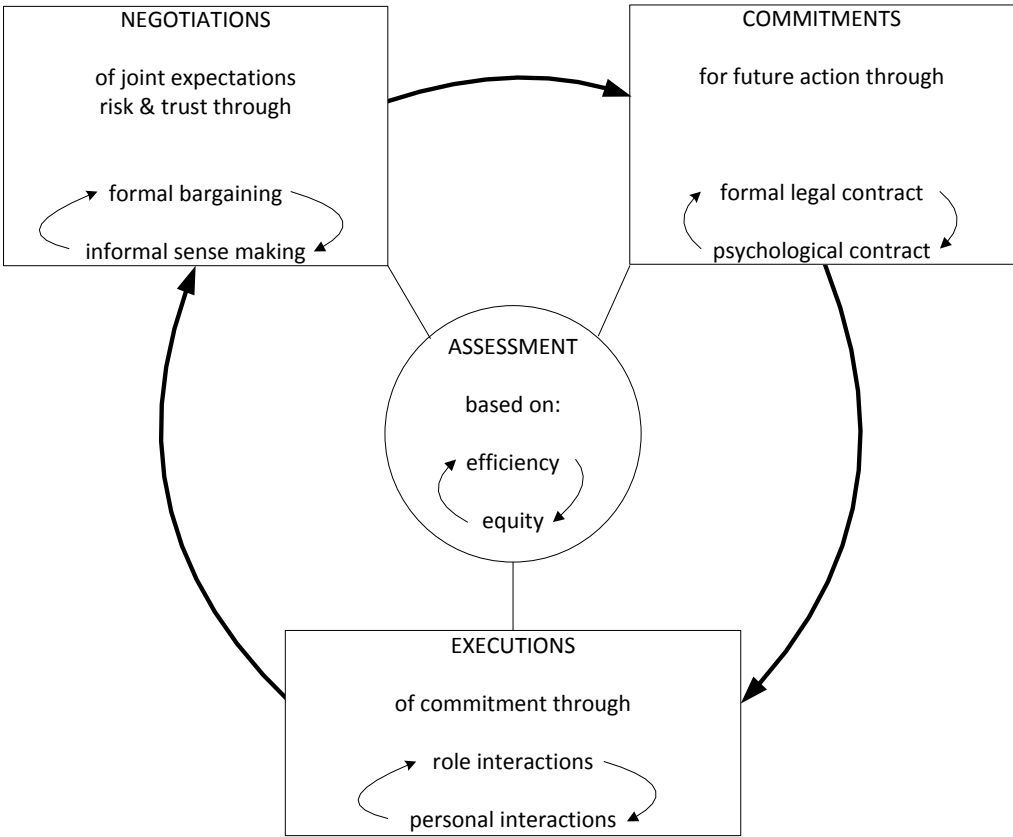 NEGOTIATIONS
of joint expectations
risk & trust through
formal bargaining
informal sense making
COMMITMENTS
for future action through
formal legal contract
psychological contract
ASSESSMENT
based on:
efficiency
equity
EXECUTIONS
of commitment through
role interactions
personal interactions